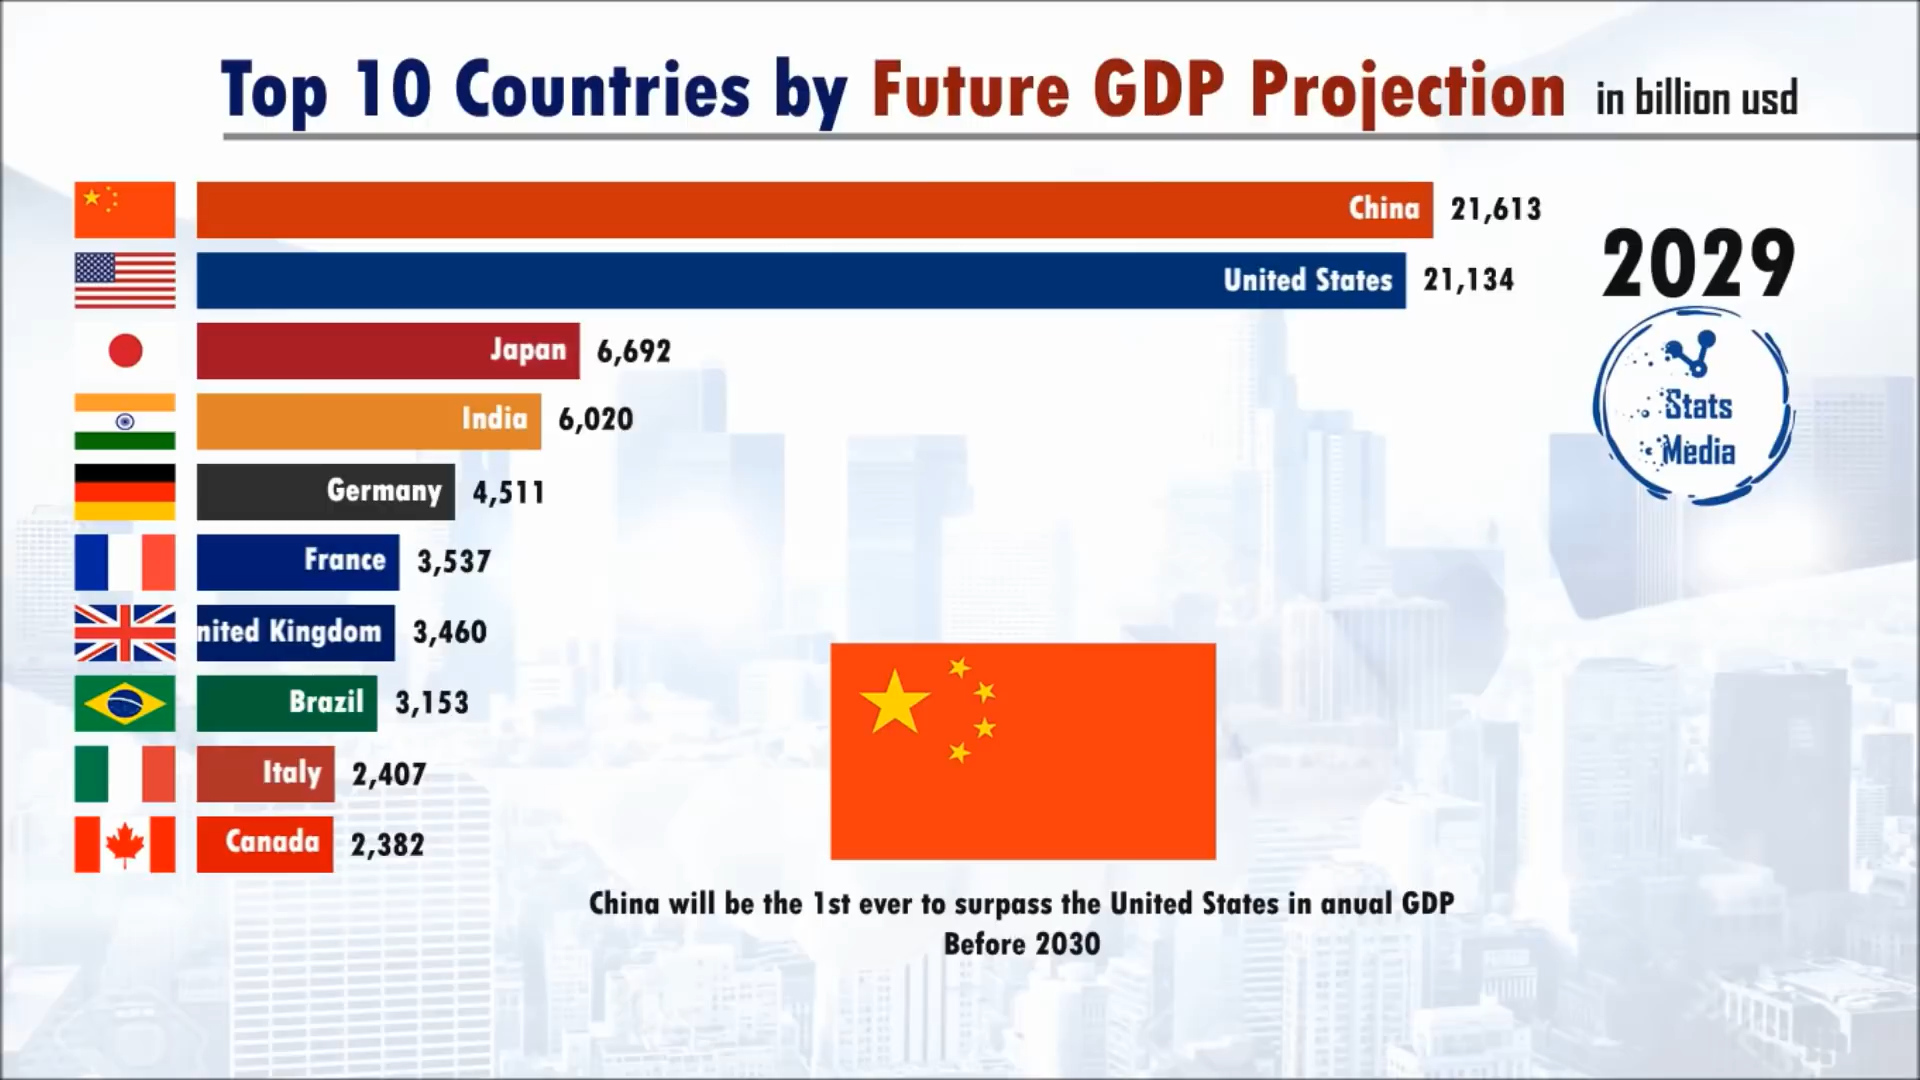 Top 10 Countries by Future GDP Projection in billion usd
China 21,613
2029
United States 21,134
Japan 6,692
India 6,020
Stats
Media
Germany 4,511
France 3,537
nited Kingdom 3,460
Brazil 3,153
Italy 2,407
Canada 2,382
China will be the 1st ever to surpass the United States in anual GDP
Before 2030